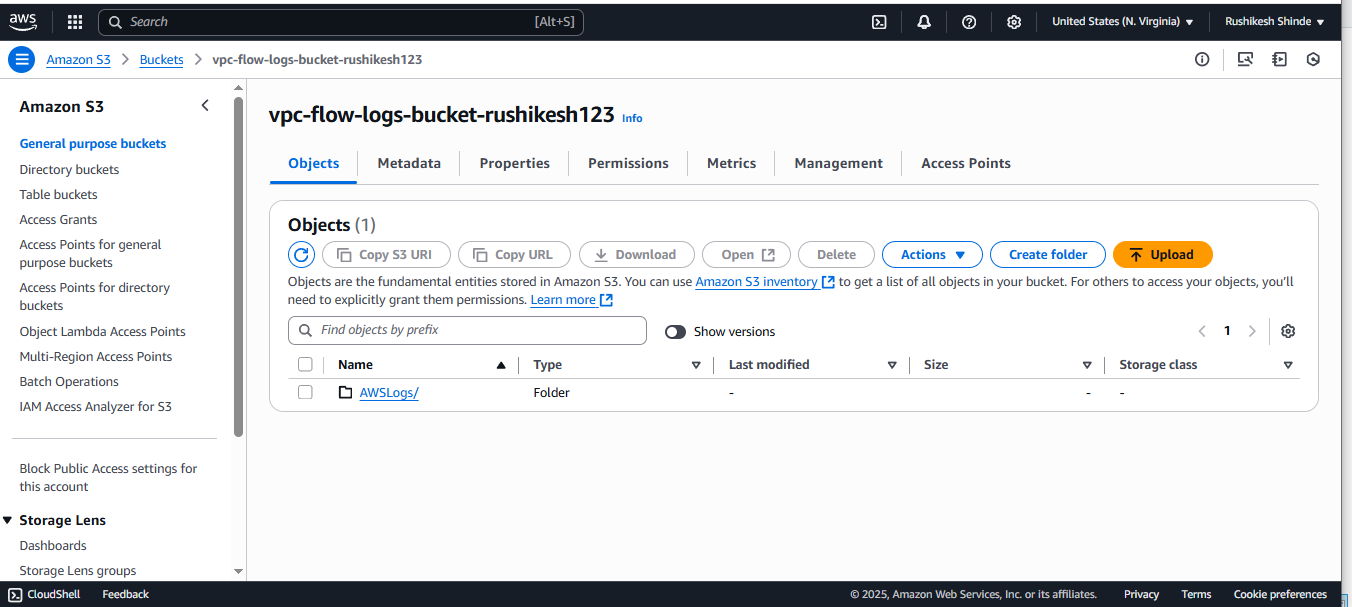 aws
Search [Alt+S]
United States (N. Virginia)
Rushikesh Shinde
Amazon S3
Buckets
vpc-flow-logs-bucket-rushikesh123
Amazon S3
General purpose buckets
Directory buckets
Table buckets
Access Grants
Access Points for general
purpose buckets
Access Points for directory
buckets
Object Lambda Access Points
Multi-Region Access Points
Batch Operations
IAM Access Analyzer for S3
Block Public Access settings for
this account
Storage Lens
Dashboards
Storage Lens groups
vpc-flow-logs-bucket-rushikesh123 Info
Objects Metadata Properties Permissions Metrics Management Access Points
Objects (1)
Copy S3 URI Copy URL Download Open Delete Actions Create folder Upload
Objects are the fundamental entities stored in Amazon S3. You can use Amazon S3 inventory to get a list of all objects in your bucket. For others to access your objects, you'll
need to explicitly grant them permissions. Learn more
Find objects by prefix Show versions 1
Name Type Last modified Size Storage class
AWSLogs/ Folder - - -
CloudShell Feedback © 2025, Amazon Web Services, Inc. or its affiliates. Privacy Terms Cookie preferences